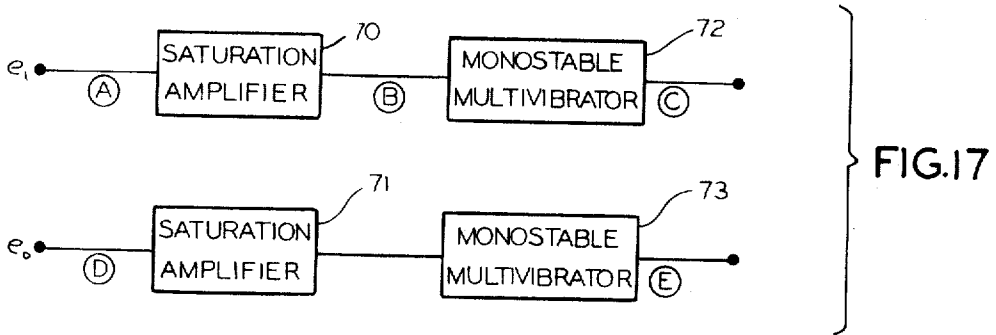 70
72
SATURATION
AMPLIFIER
MONOSTABLE
MULTIVIBRATOR
e₁
A
B
C
FIG.17
71
73
SATURATION
AMPLIFIER
MONOSTABLE
MULTIVIBRATOR
e₀
D
E